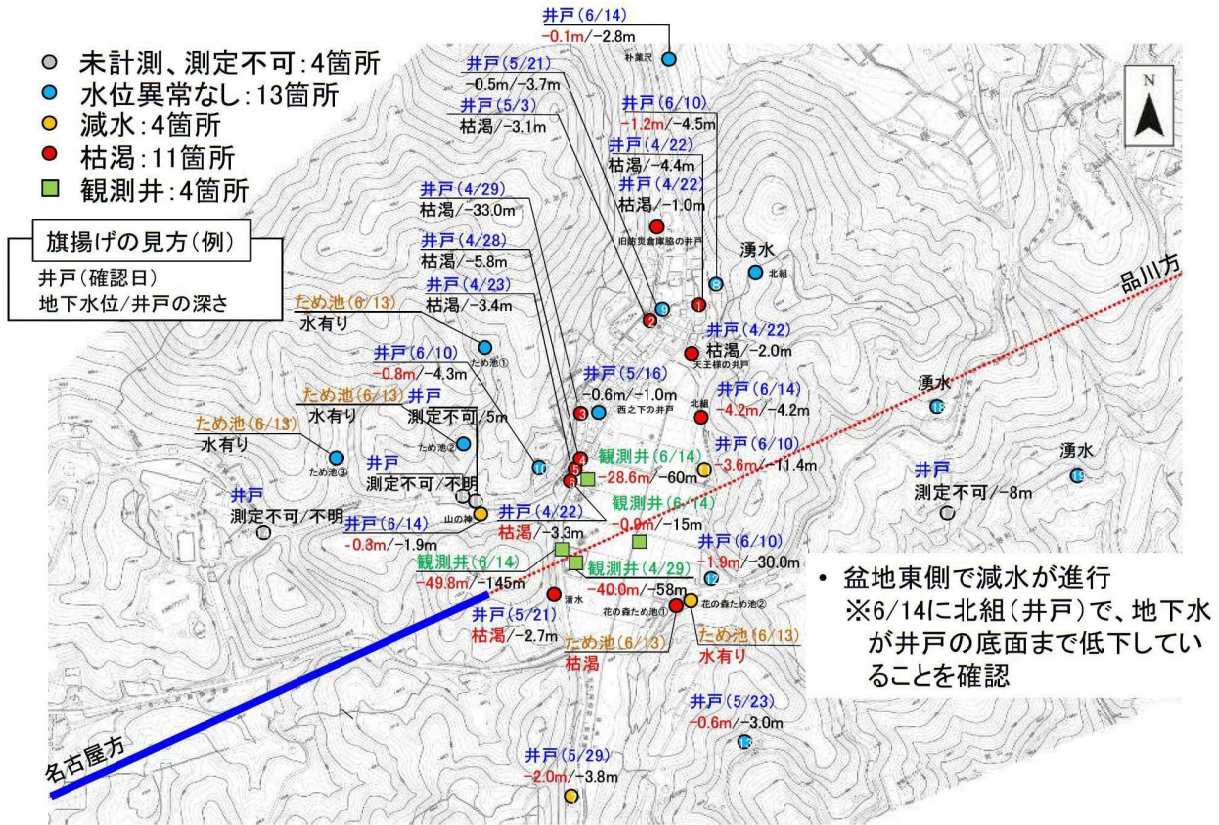 井戸(6/14)
-0.1m/-2.8m
朴葉沢
未計測、測定不可:4箇所
水位異常なし:13箇所
減水:4箇所
枯渇:11箇所
観測井:4箇所
旗揚げの見方(例)
井戸(確認日)
地下水位/井戸の深さ
N
井戸(5/21)
-0.5m/-3.7m
井戸(5/3)
枯渇/-3.1m
井戸(6/10)
-1.2m/-4.5m
井戸(4/22)
枯渇/-4.4m
井戸(4/22)
枯渇/-1.0m
旧防災倉庫脇の井戸
井戸(4/29)
枯渇/-33.0m
井戸(4/28)
枯渇/-5.8m
井戸(4/23)
枯渇/-3.4m
湧水
北組
品川方
8
9
1
2
ため池(6/13)
水有り
ため池①
井戸(4/22)
枯渇/-2.0m
天王様の井戸
井戸(6/10)
-0.8m/-4.3m
井戸(5/16)
-0.6m/-1.0m
西之下の井戸
3
井戸(6/14)
-4.2m/-4.2m
北組
湧水
18
ため池(6/13)
水有り
ため池②
井戸
測定不可/5m
ため池(6/13)
水有り
ため池③
井戸(6/10)
-3.6m/-11.4m
10
4
5
6
観測井(6/14)
-28.6m/-60m
湧水
19
井戸
測定不可/不明
井戸
測定不可/不明
井戸
測定不可/-8m
山の神
井戸(6/14)
-0.3m/-1.9m
井戸(4/22)
枯渇/-3.3m
観測井(6/14)
-0.9m/-15m
観測井(6/14)
-49.8m/-145m
観測井(4/29)
-40.0m/-58m
井戸(6/10)
-1.9m/-30.0m
12
清水
井戸(5/21)
枯渇/-2.7m
花の森ため池①
花の森ため池②
ため池(6/13)
枯渇
ため池(6/13)
水有り
• 盆地東側で減水が進行
※6/14に北組(井戸)で、地下水
が井戸の底面まで低下してい
ることを確認
井戸(5/23)
-0.6m/-3.0m
13
名古屋方
井戸(5/29)
-2.0m/-3.8m